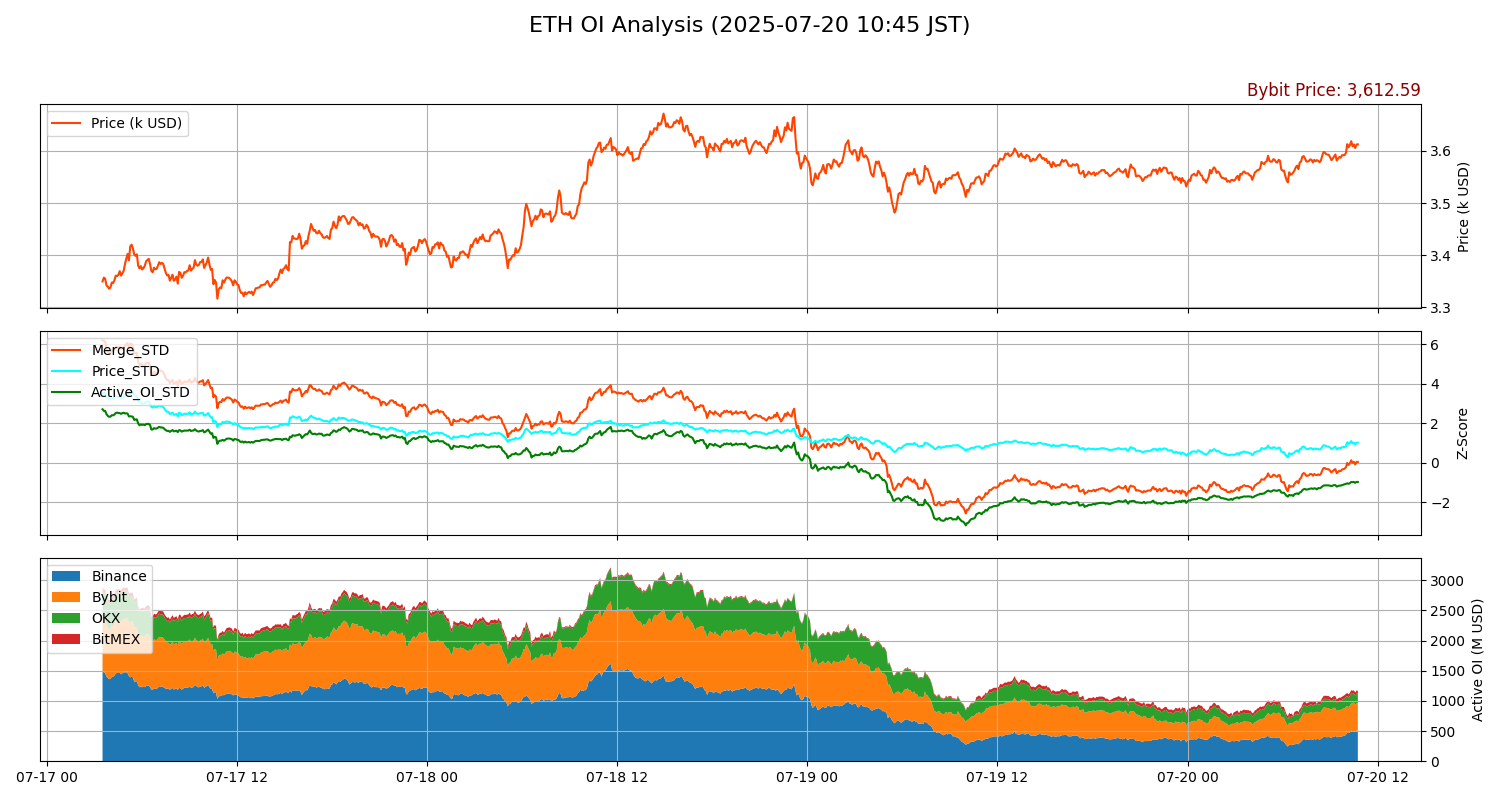 ETH OI Analysis (2025-07-20 10:45 JST)
Bybit Price: 3,612.59
Price (k USD)
3.6
3.5
3.4
3.3
Price (k USD)
Merge_STD
Price_STD
Active_OI_STD
6
4
2
0
−2
Z-Score
Binance
Bybit
OKX
BitMEX
3000
2500
2000
1500
1000
500
0
Active OI (M USD)
07-17 00
07-17 12
07-18 00
07-18 12
07-19 00
07-19 12
07-20 00
07-20 12